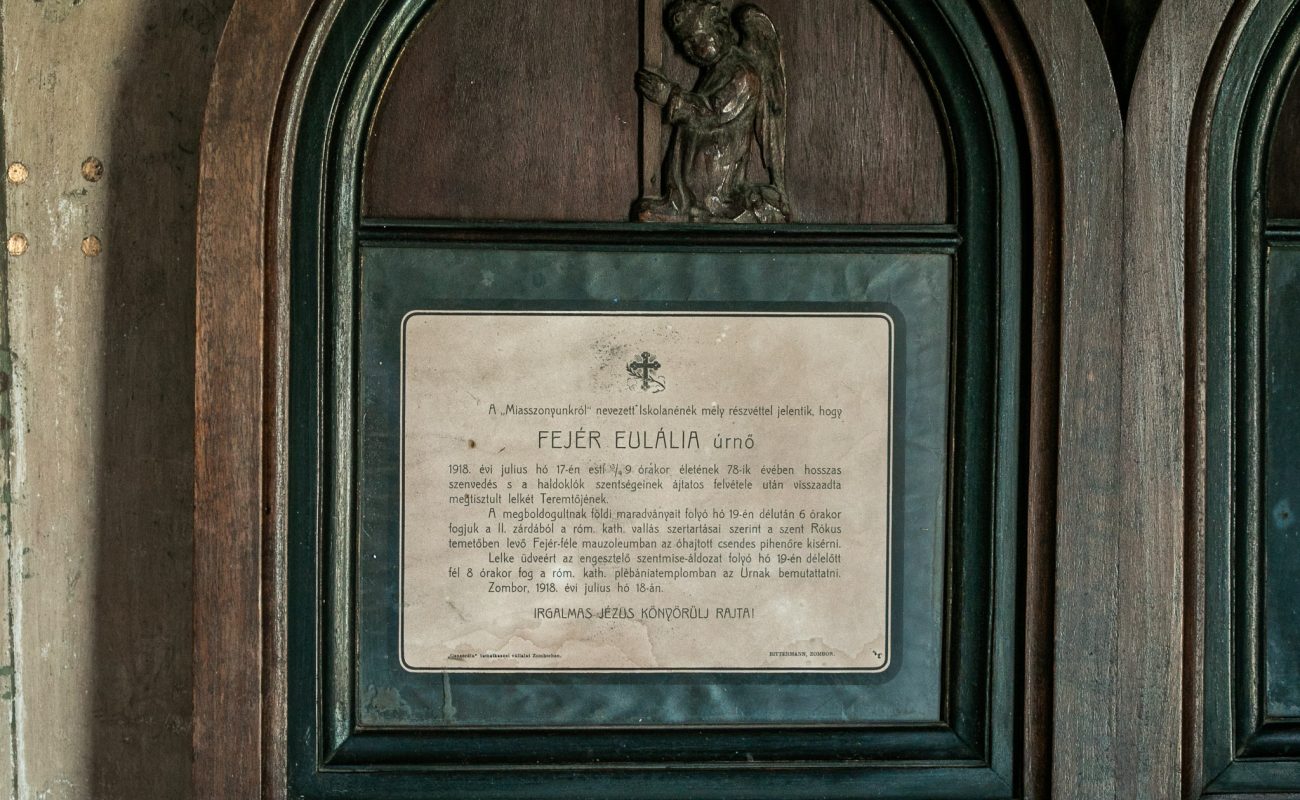 A „Miasszonyunkról" nevezett Iskolanénék mély részvéttel jelentik, hogy
FEJÉR EULÁLIA úrnő
1918. évi julius hó 17-én esti ³/₄ 9 órakor életének 78-ik évében hosszas
szenvedés s a haldoklók szentségeinek ájtatos felvétele után visszaadta
megtisztult lelkét Teremtőjének.
A megboldogultnak földi maradványait folyó hó 19-én délután 6 órakor
fogjuk a II. zárdából a róm. kath. vallás szertartásai szerint a szent Rókus
temetőben levő Fejér-féle mauzoleumban az óhajtott csendes pihenőre kisérni.
Lelke üdveért az engesztelő szentmise-áldozat folyó hó 19-én délelőtt
fél 8 órakor fog a róm. kath. plébániatemplomban az Urnak bemutattatni.
Zombor, 1918. évi julius hó 18-án.
IRGALMAS JÉZUS KÖNYÖRÜLJ RAJTA!
temetkezési vállalat Zomborban.
BITTERMANN, ZOMBOR.